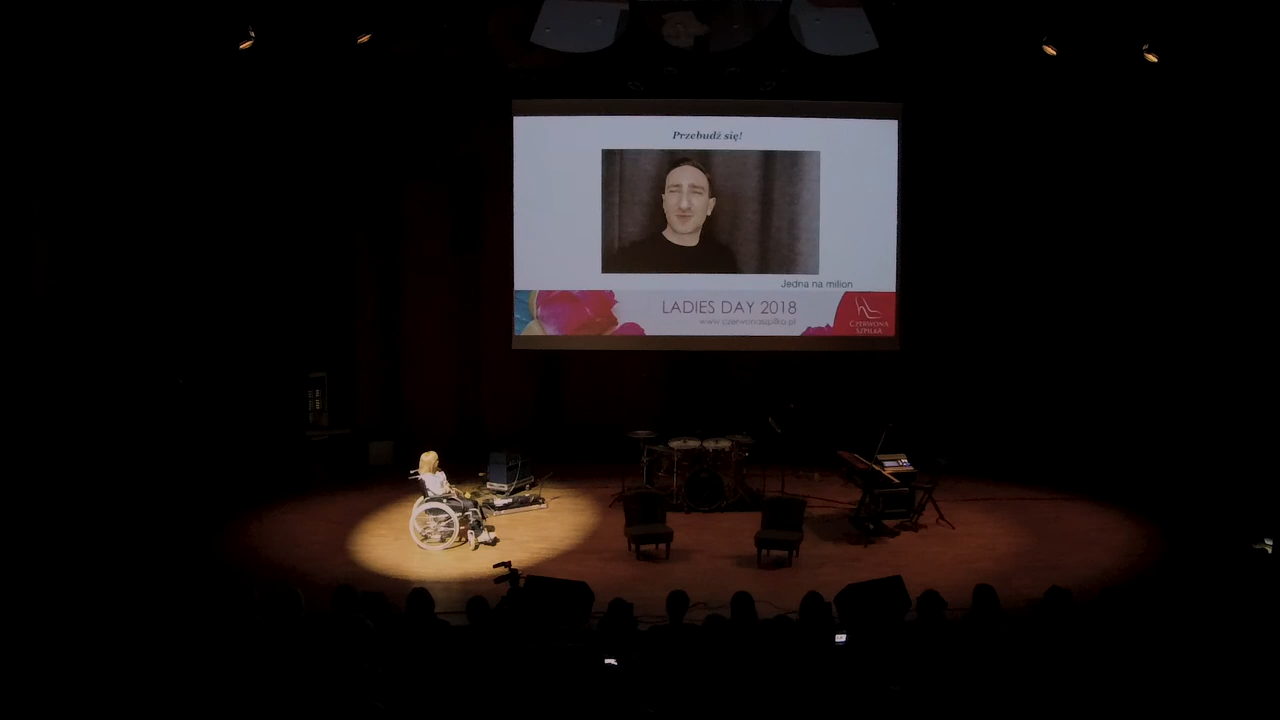 Przebudź się!
Jedna na milion
LADIES DAY 2018
www.czerwonaszpilka.pl
CZERWONA
SZPILKA